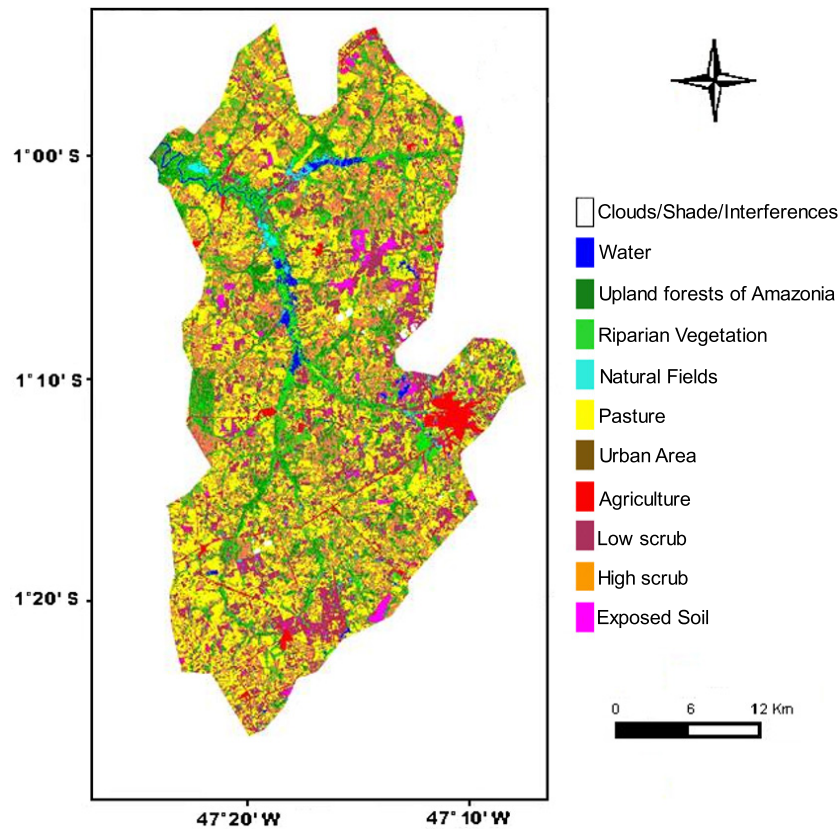 1°00' S
1°10' S
1°20' S
47°20' W
47°10' W
Clouds/Shade/Interferences
Water
Upland forests of Amazonia
Riparian Vegetation
Natural Fields
Pasture
Urban Area
Agriculture
Low scrub
High scrub
Exposed Soil
0 6 12 Km